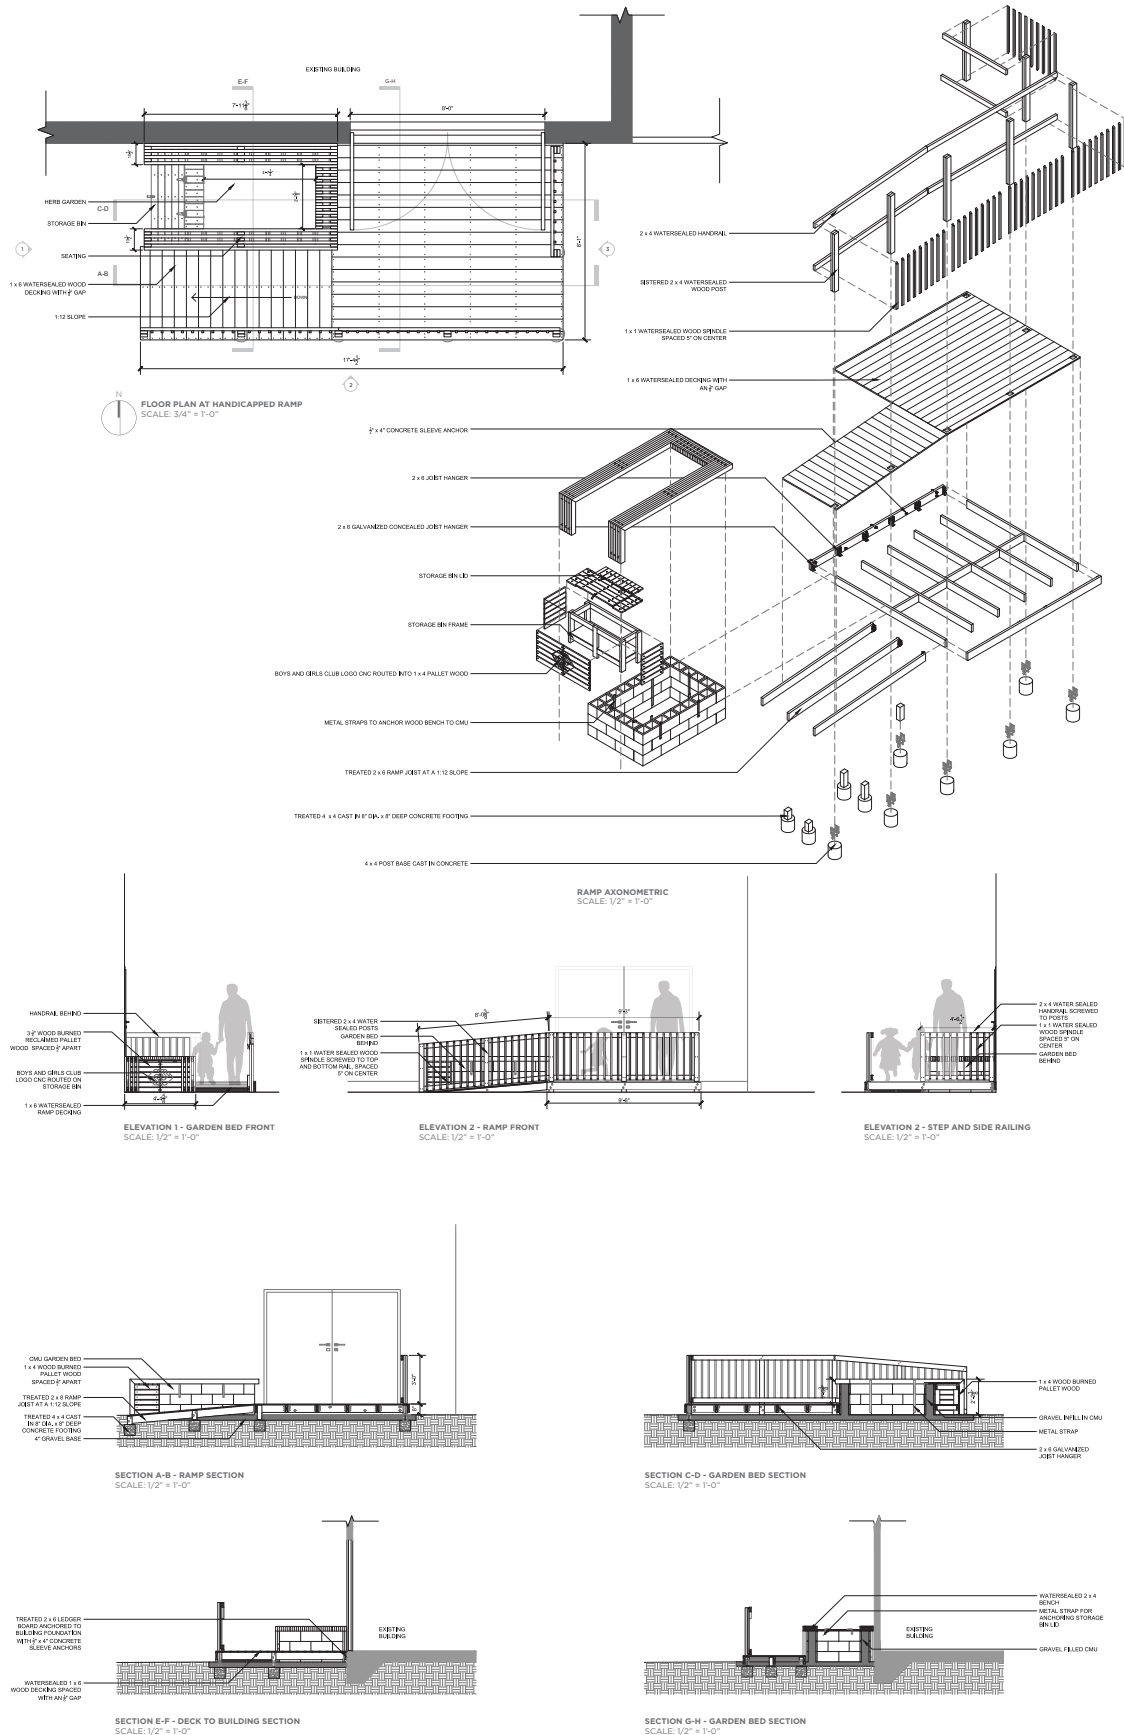 EXISTING BUILDING
E-F
G-H
7'-11
6'-0"
HERB GARDEN
C-D
STORAGE BIN
1
3
SEATING
A-B
1 x 6 WATERSEALED WOOD
DECKING WITH GAP
DOWN
1:12 SLOPE
2
N
FLOOR PLAN AT HANDICAPPED RAMP
SCALE: 3/4" = 1'-0"
2 x 4 WATERSEALED HANDRAIL
SISTERED 2 x 4 WATERSEALED
WOOD POST
1 x 1 WATERSEALED WOOD SPINDLE
SPACED 5" ON CENTER
1 x 6 WATERSEALED DECKING WITH
AN GAP
x 4" CONCRETE SLEEVE ANCHOR
2 x 6 JOIST HANGER
2 x 6 GALVANIZED CONCEALED JOIST HANGER
STORAGE BIN LID
STORAGE BIN FRAME
BOYS AND GIRLS CLUB LOGO CNC ROUTED INTO 1 x 4 PALLET WOOD
METAL STRAPS TO ANCHOR WOOD BENCH TO CMU
TREATED 2 x 6 RAMP JOIST AT A 1:12 SLOPE
TREATED 4 x 4 CAST IN 8" DIA. x 8" DEEP CONCRETE FOOTING
4 x 4 POST BASE CAST IN CONCRETE
RAMP AXONOMETRIC
SCALE: 1/2" = 1'-0"
HANDRAIL BEHIND
WOOD BURNED
RECLAIMED PALLET
WOOD SPACED APART
BOYS AND GIRLS CLUB
LOGO CNC ROUTED ON
STORAGE BIN
1 x 6 WATERSEALED
RAMP DECKING
ELEVATION 1 - GARDEN BED FRONT
SCALE: 1/2" = 1'-0"
SISTERED 2 x 4 WATER
SEALED POSTS
GARDEN BED
BEHIND
1 x 1 WATER SEALED WOOD
SPINDLE SCREWED TO TOP
AND BOTTOM RAIL, SPACED
5" ON CENTER
9'-3"
9'-6"
ELEVATION 2 - RAMP FRONT
SCALE: 1/2" = 1'-0"
2 x 4 WATER SEALED
HANDRAIL SCREWED
TO POSTS
1 x 1 WATER SEALED
WOOD SPINDLE
SPACED 5" ON
CENTER
GARDEN BED
BEHIND
ELEVATION 2 - STEP AND SIDE RAILING
SCALE: 1/2" = 1'-0"
CMU GARDEN BED
1 x 4 WOOD BURNED
PALLET WOOD
SPACED APART
TREATED 2 x 8 RAMP
JOIST AT A 1:12 SLOPE
TREATED 4 x 4 CAST
IN 8" DIA. x 8" DEEP
CONCRETE FOOTING
4" GRAVEL BASE
3'-0"
SECTION A-B - RAMP SECTION
SCALE: 1/2" = 1'-0"
1 x 4 WOOD BURNED
PALLET WOOD
GRAVEL INFILL IN CMU
METAL STRAP
2 x 6 GALVANIZED
JOIST HANGER
SECTION C-D - GARDEN BED SECTION
SCALE: 1/2" = 1'-0"
TREATED 2 x 6 LEDGER
BOARD ANCHORED TO
BUILDING FOUNDATION
WITH x 4" CONCRETE
SLEEVE ANCHORS
WATERSEALED 1 x 6
WOOD DECKING SPACED
WITH AN GAP
EXISTING
BUILDING
SECTION E-F - DECK TO BUILDING SECTION
SCALE: 1/2" = 1'-0"
WATERSEALED 2 x 4
BENCH
METAL STRAP FOR
ANCHORING STORAGE
BIN LID
GRAVEL FILLED CMU
EXISTING
BUILDING
SECTION G-H - GARDEN BED SECTION
SCALE: 1/2" = 1'-0"